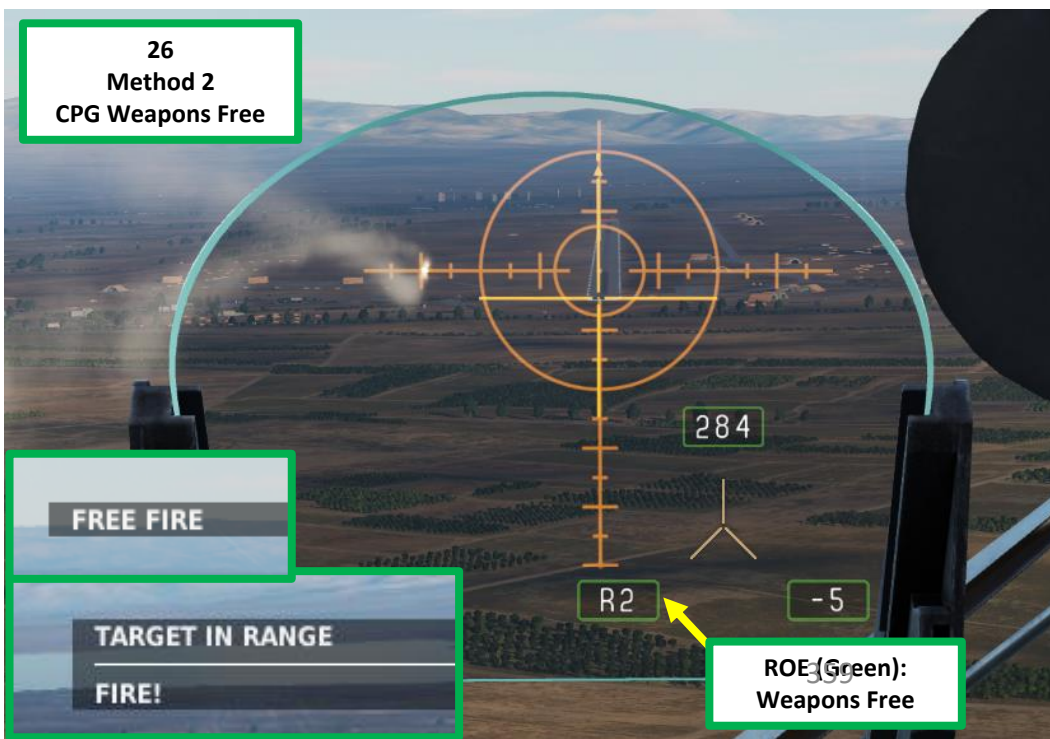 26
Method 2
CPG Weapons Free
284
FREE FIRE
R2
-5
TARGET IN RANGE
FIRE!
ROE (Green):
Weapons Free
359